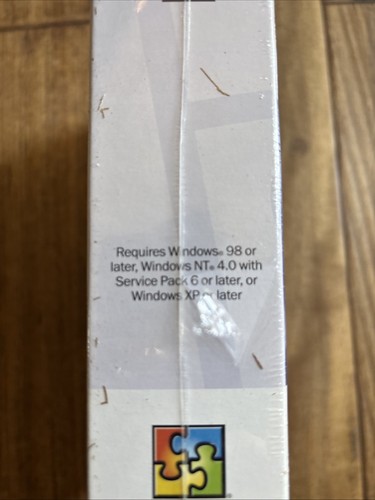 Requires Windows® 98 or
later, Windows NT® 4.0 with
Service Pack 6 or later, or
Windows XP or later